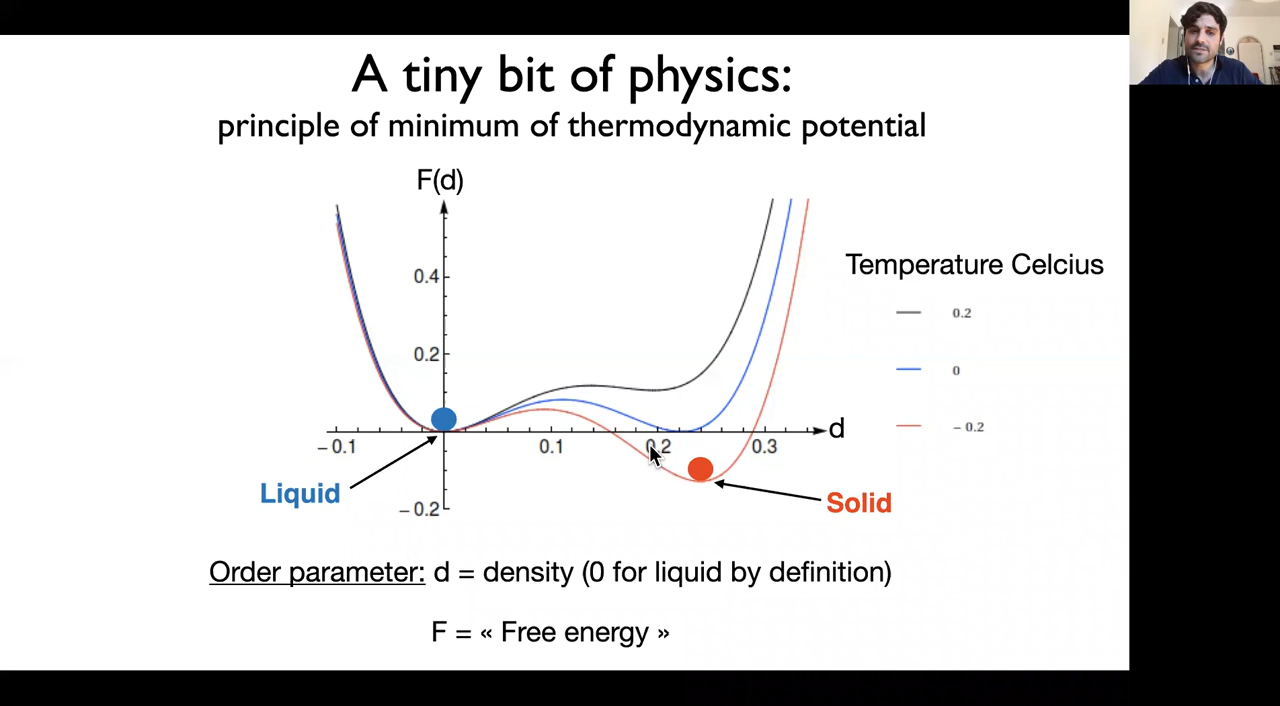 A tiny bit of physics:
principle of minimum of thermodynamic potential
F(d)
0.4
0.2
Temperature Celcius
0.2
0
– 0.2
d
– 0.1
0.1
0.2
0.3
Liquid
– 0.2
Solid
Order parameter: d = density (0 for liquid by definition)
F = « Free energy »